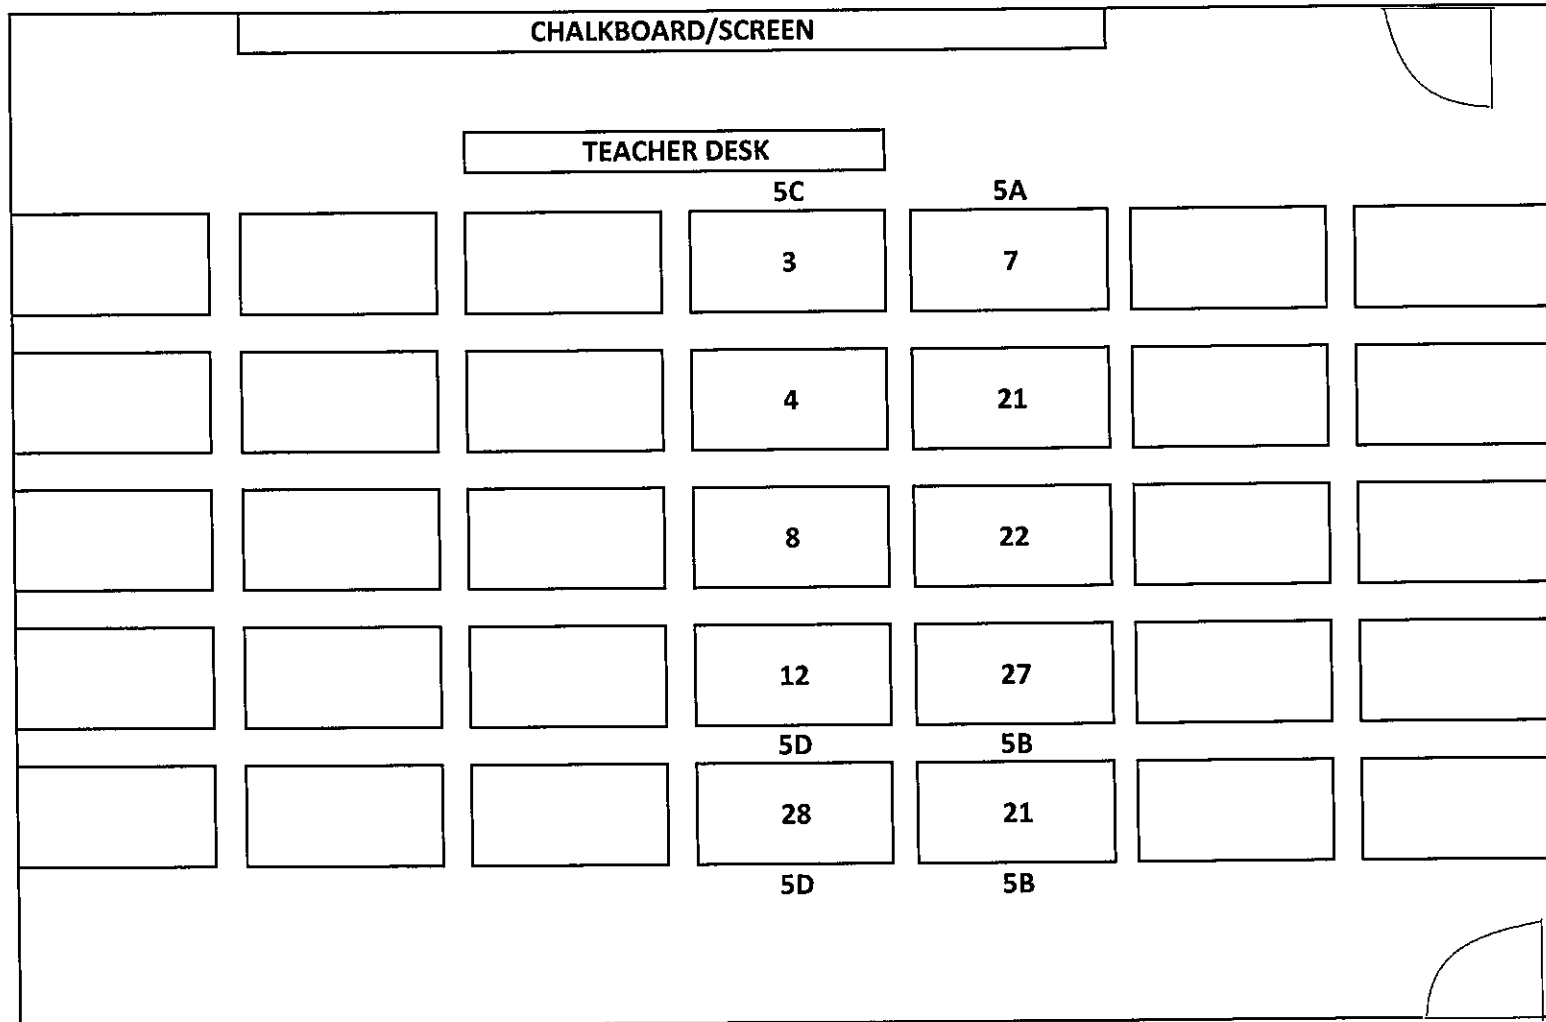 CHALKBOARD/SCREEN
TEACHER DESK
5C 5A
3 7
4 21
8 22
12 27
5D 5B
28 21
5D 5B